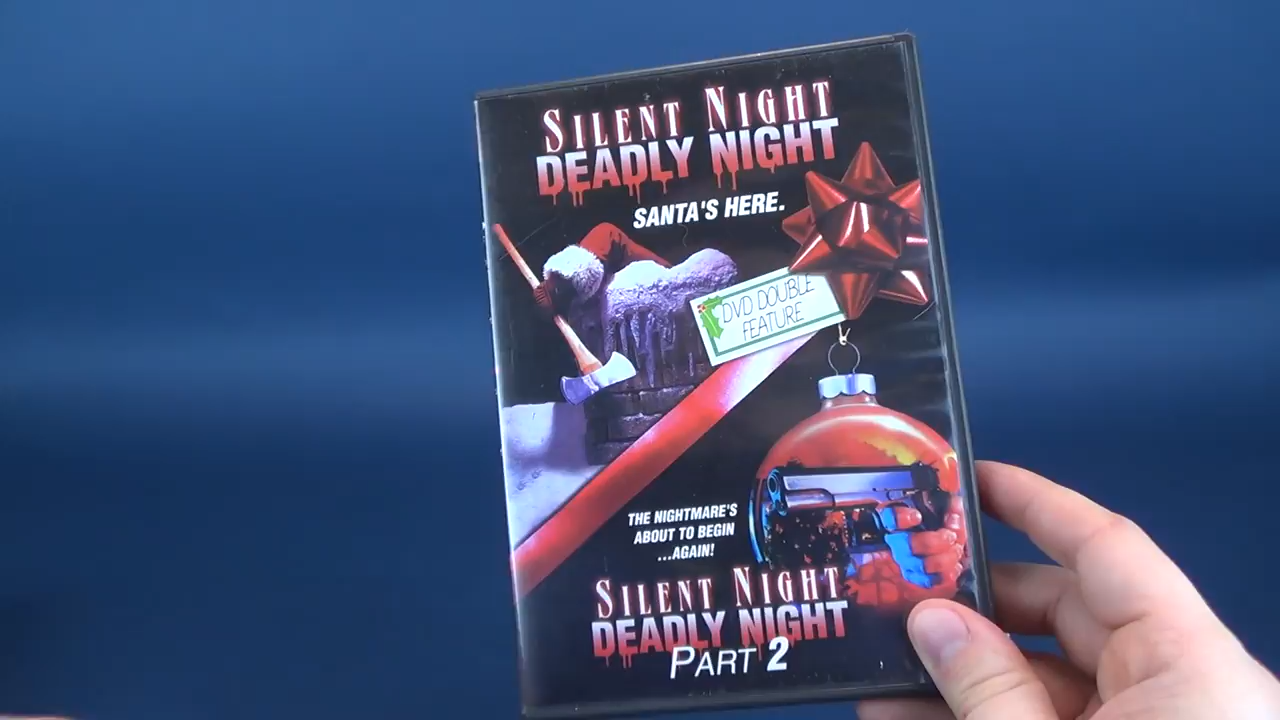 SILENT NIGHT
DEADLY NIGHT
SANTA'S HERE.
DVD DOUBLE
FEATURE
THE NIGHTMARE'S
ABOUT TO BEGIN
...AGAIN!
SILENT NIGHT
DEADLY NIGHT
PART 2